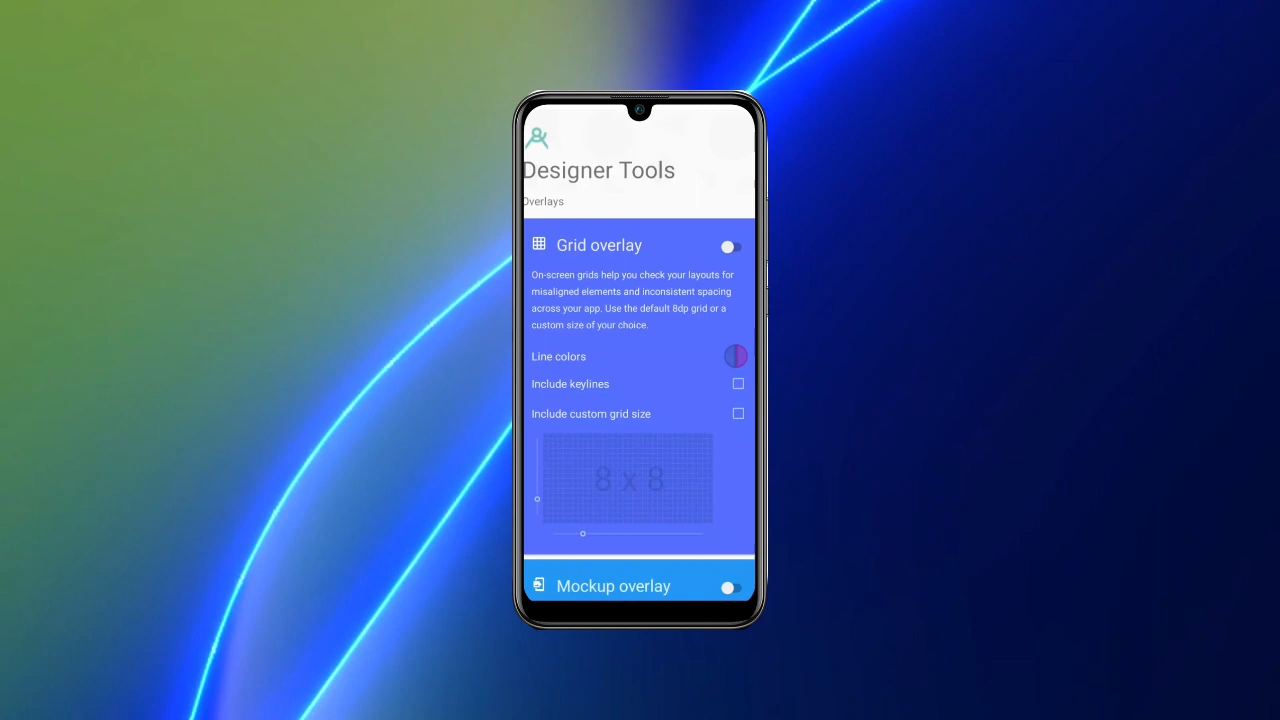 Designer Tools
Overlays
Grid overlay
On-screen grids help you check your layouts for
misaligned elements and inconsistent spacing
across your app. Use the default 8dp grid or a
custom size of your choice.
Line colors
Include keylines
Include custom grid size
8 x 8
Mockup overlay